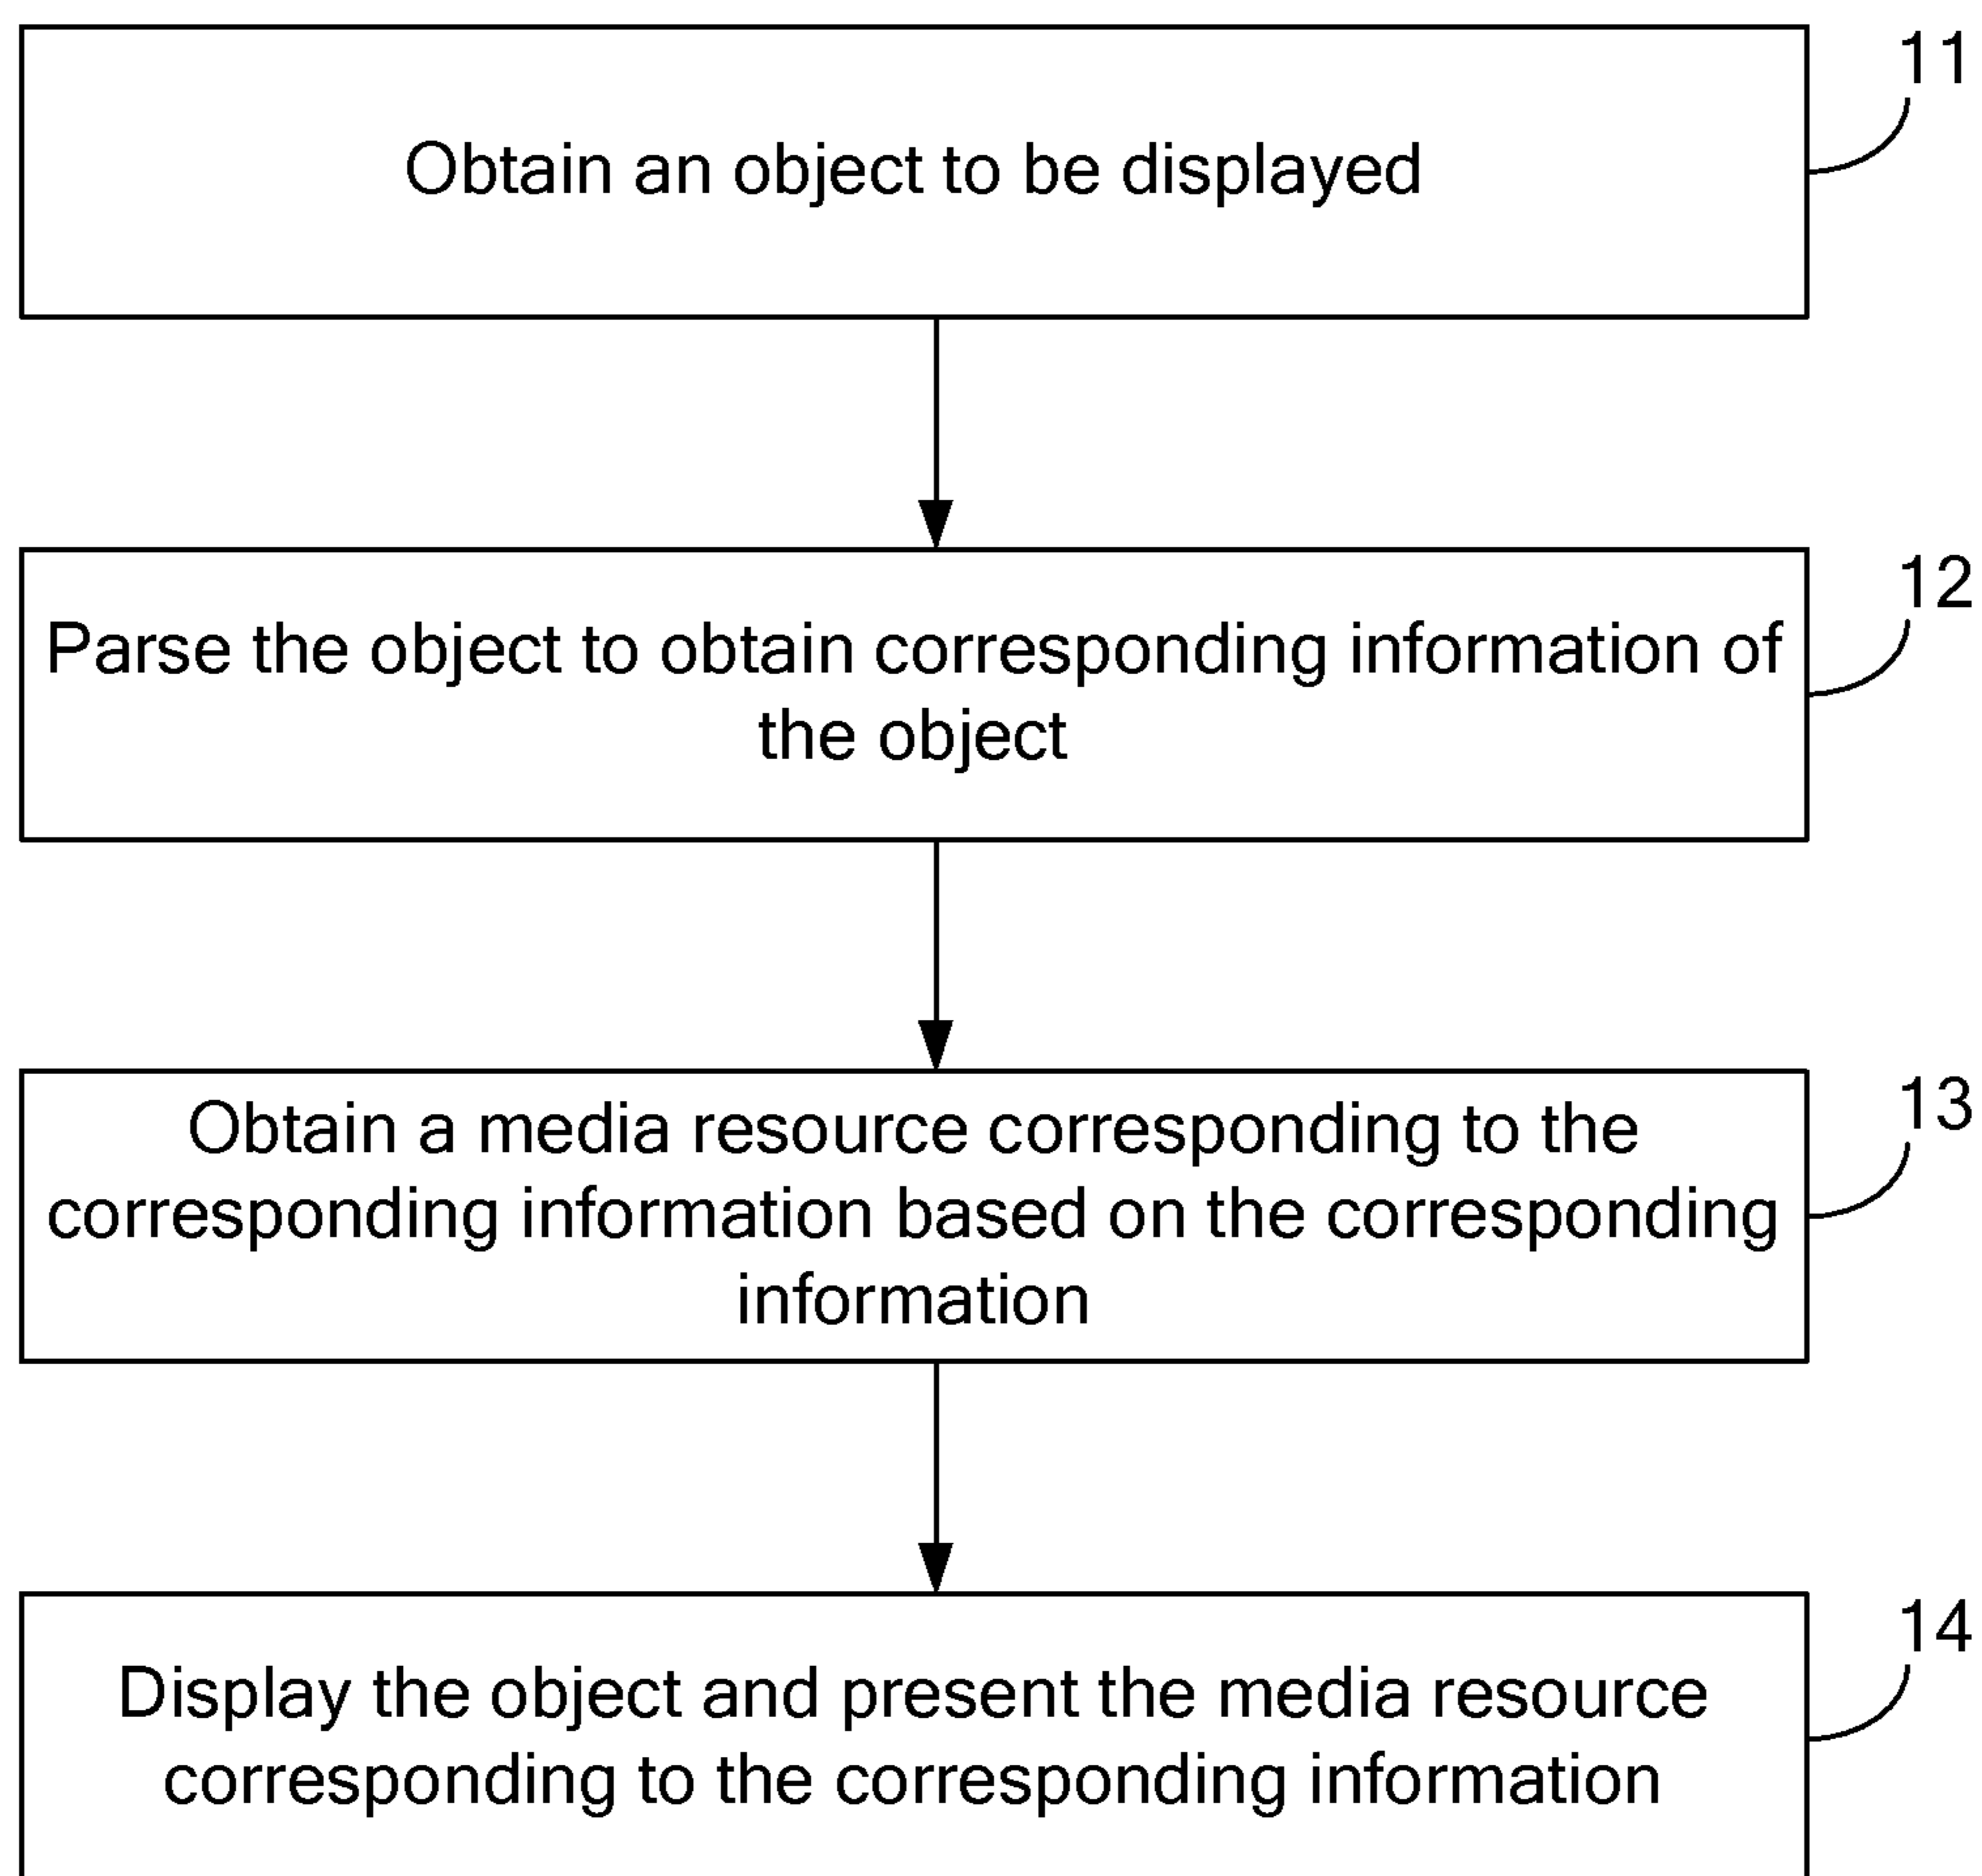 11
Obtain an object to be displayed
12
Parse the object to obtain corresponding information of
the object
13
Obtain a media resource corresponding to the
corresponding information based on the corresponding
information
14
Display the object and present the media resource
corresponding to the corresponding information